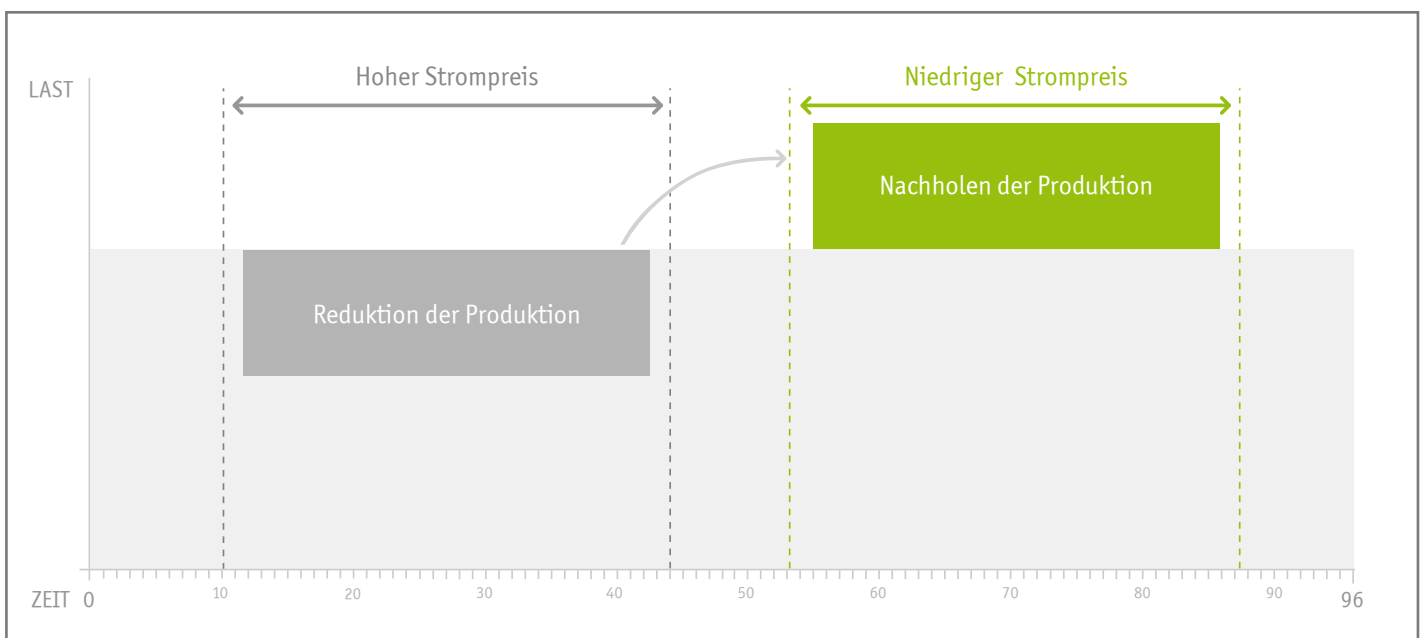 Hoher Strompreis
Niedriger Strompreis
LAST
Nachholen der Produktion
Reduktion der Produktion
ZEIT 0 10 20 30 40 50 60 70 80 90 96